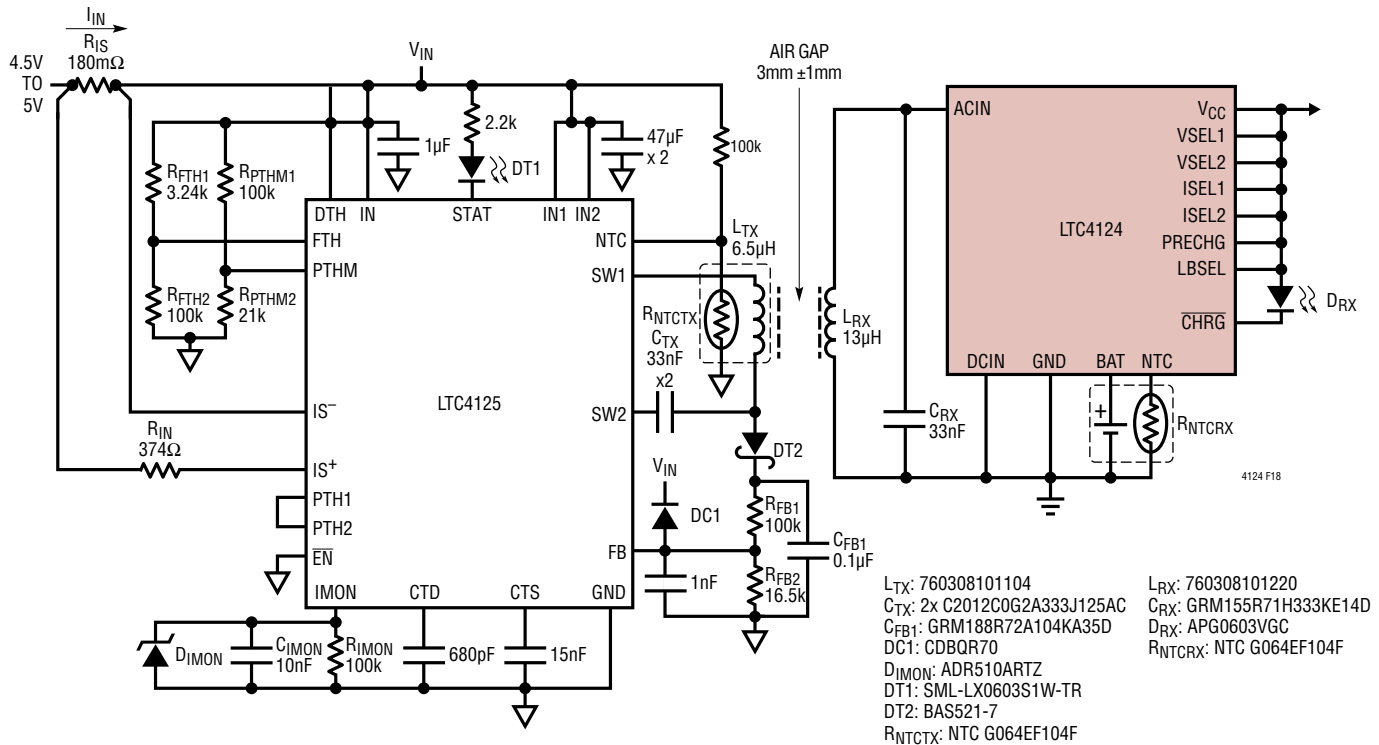 I_IN
R_IS
180mΩ
4.5V
TO
5V
V_IN
2.2k
DT1
1µF
47µF
x 2
100k
AIR GAP
3mm ±1mm
R_FTH1
3.24k
R_PTHM1
100k
R_FTH2
100k
R_PTHM2
21k
DTH
IN
STAT
IN1
IN2
FTH
PTHM
NTC
SW1
L_TX
6.5µH
R_NTCTX
C_TX
33nF
x2
LTC4125
IS–
SW2
R_IN
374Ω
IS+
PTH1
PTH2
EN
IMON
CTD
CTS
GND
FB
V_IN
DC1
1nF
DT2
R_FB1
100k
R_FB2
16.5k
C_FB1
0.1µF
D_IMON
C_IMON
10nF
R_IMON
100k
680pF
15nF
L_RX
13µH
C_RX
33nF
ACIN
LTC4124
V_CC
VSEL1
VSEL2
ISEL1
ISEL2
PRECHG
LBSEL
CHRG
DCIN
GND
BAT
NTC
D_RX
+
R_NTCRX
4124 F18
L_TX: 760308101104
C_TX: 2x C2012C0G2A333J125AC
C_FB1: GRM188R72A104KA35D
DC1: CDBQR70
D_IMON: ADR510ARTZ
DT1: SML-LX0603S1W-TR
DT2: BAS521-7
R_NTCTX: NTC G064EF104F
L_RX: 760308101220
C_RX: GRM155R71H333KE14D
D_RX: APG0603VGC
R_NTCRX: NTC G064EF104F